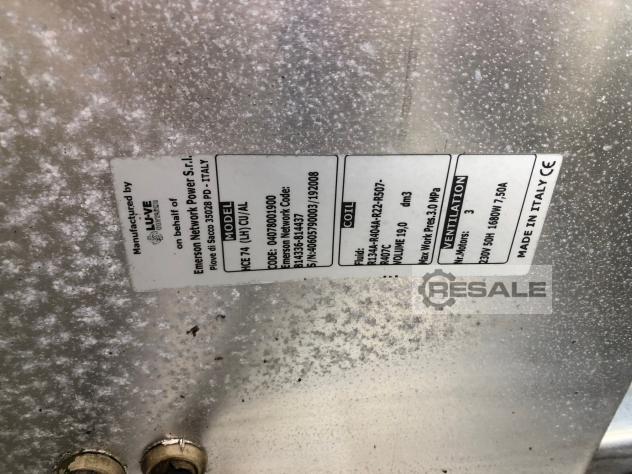 Manufactured by
LU-VE
on behalf of
Emerson Network Power S.r.l.
Piove di Sacco 35028 PD - ITALY
MODEL
HCE 74 (LH) CU/AL
CODE: 04078001900
Emerson Network Code:
B14336-B14437
S/N:40605790003/192008
COIL
Fluid:
R134A-R404A-R22-R507-
R407C
VOLUME 19,0 dm3
Max Work Pres.3.0 MPa
VENTILATION
Nr.Motors: 3
230V 50H 1680W 7,50A
MADE IN ITALY CE
RESALE